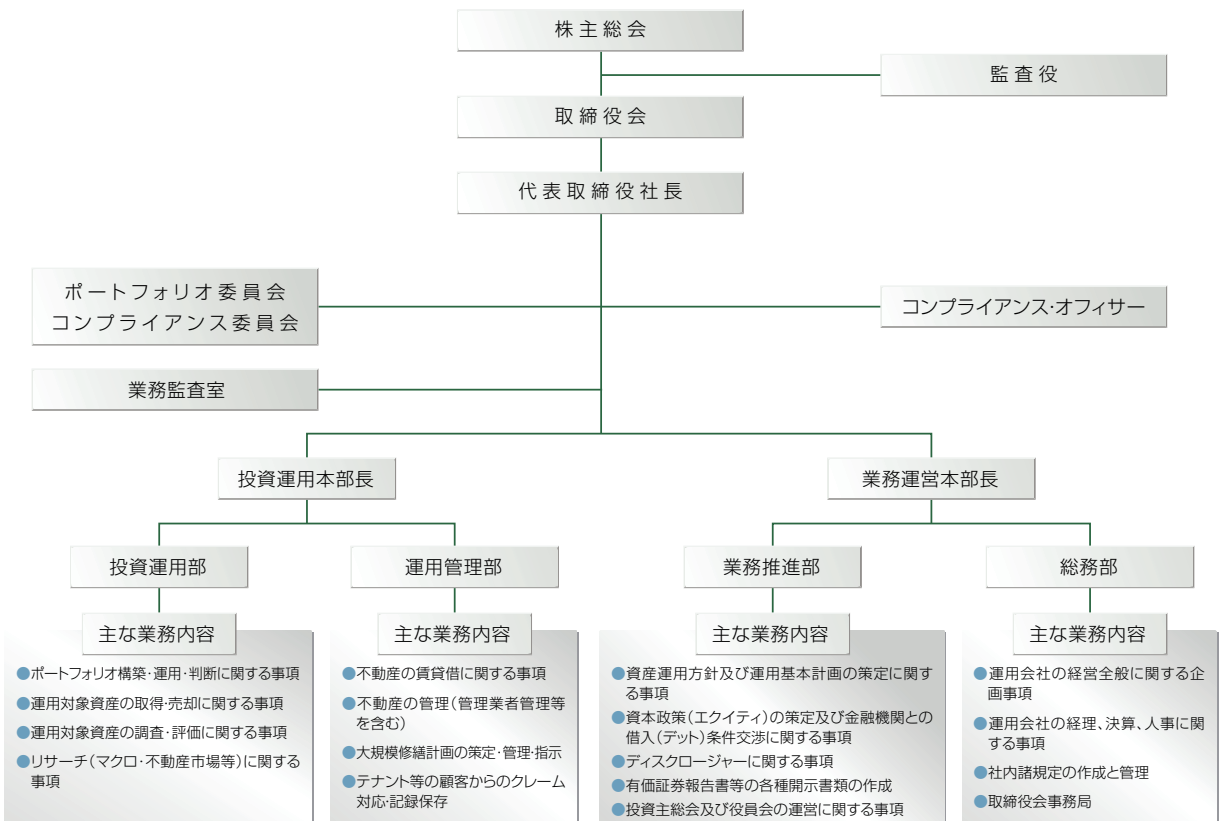 株主総会
監査役
取締役会
代表取締役社長
ポートフォリオ委員会
コンプライアンス委員会
コンプライアンス･オフィサー
業務監査室
投資運用本部長
業務運営本部長
投資運用部
運用管理部
業務推進部
総務部
主な業務内容
●ポートフォリオ構築･運用･判断に関する事項
●運用対象資産の取得･売却に関する事項
●運用対象資産の調査･評価に関する事項
●リサーチ(マクロ･不動産市場等)に関する
事項
主な業務内容
●不動産の賃貸借に関する事項
●不動産の管理(管理業者管理等
を含む)
●大規模修繕計画の策定･管理･指示
●テナント等の顧客からのクレーム
対応･記録保存
主な業務内容
●資産運用方針及び運用基本計画の策定に関す
る事項
●資本政策(エクイティ)の策定及び金融機関との
借入(デット)条件交渉に関する事項
●ディスクロージャーに関する事項
●有価証券報告書等の各種開示書類の作成
●投資主総会及び役員会の運営に関する事項
主な業務内容
●運用会社の経営全般に関する企
画事項
●運用会社の経理、決算、人事に関
する事項
●社内諸規定の作成と管理
●取締役会事務局